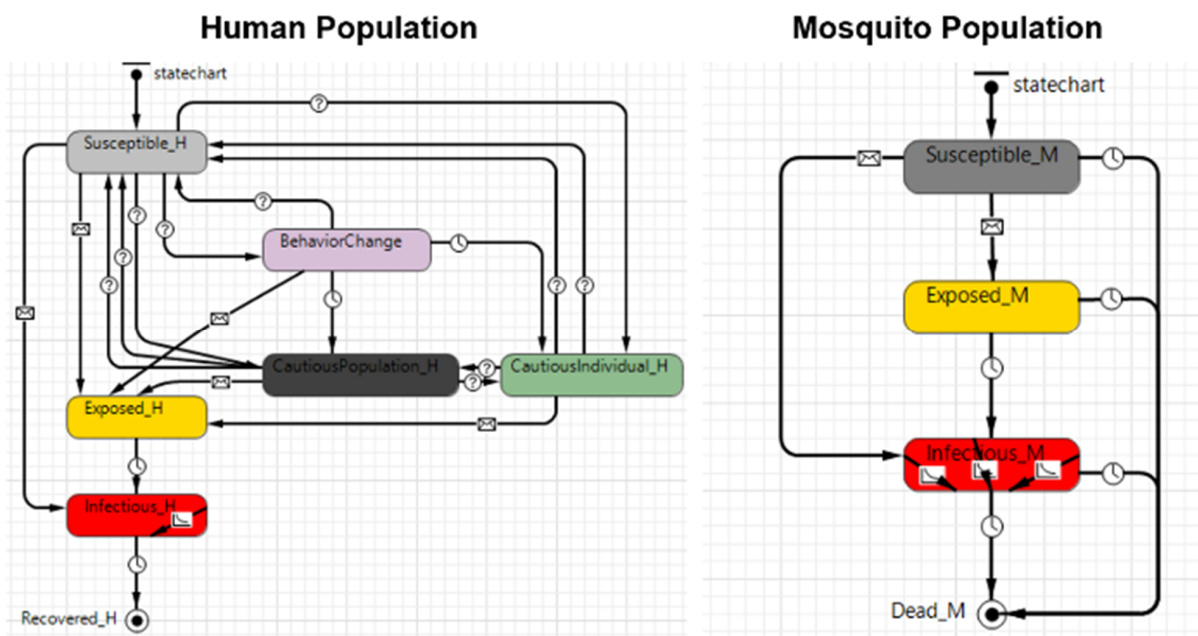 Human Population
Mosquito Population
statechart
Susceptible_H
BehaviorChange
CautiousPopulation_H
CautiousIndividual_H
Exposed_H
Infectious_H
Recovered_H
statechart
Susceptible_M
Exposed_M
Infectious_M
Dead_M